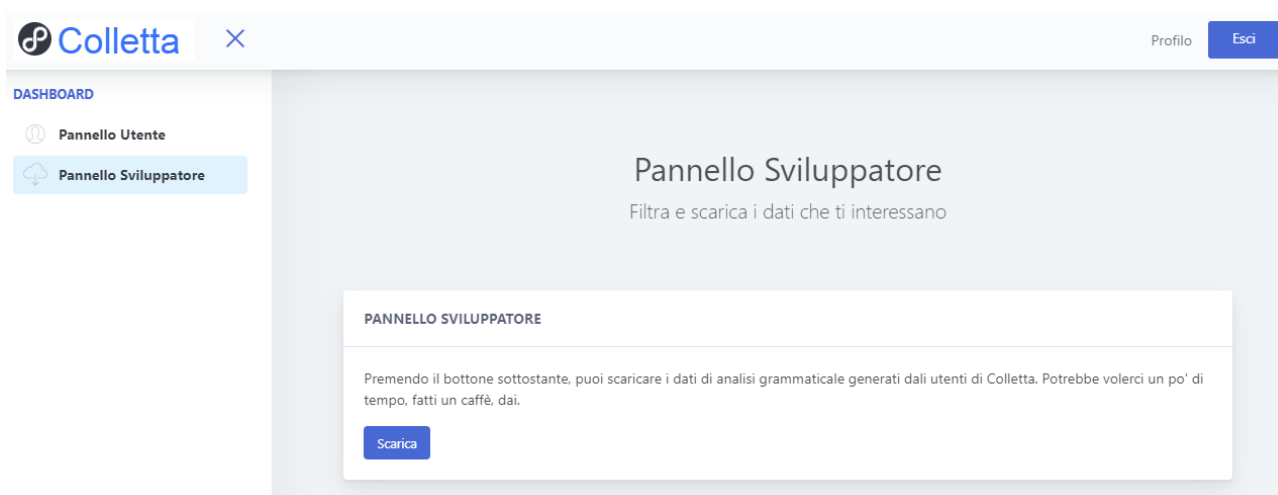 Colletta
Profilo
Esci
DASHBOARD
Pannello Utente
Pannello Sviluppatore
Pannello Sviluppatore
Filtra e scarica i dati che ti interessano
PANNELLO SVILUPPATORE
Premendo il bottone sottostante, puoi scaricare i dati di analisi grammaticale generati dali utenti di Colletta. Potrebbe volerci un po' di
tempo, fatti un caffè, dai.
Scarica